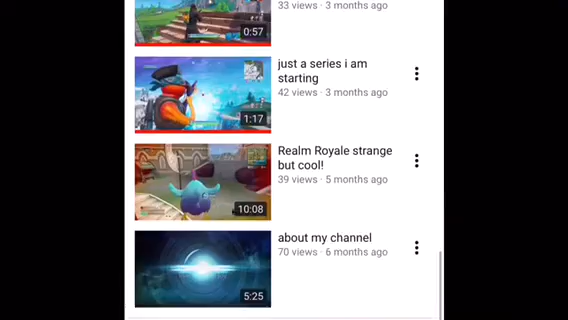 33 views · 3 months ago
0:57
just a series i am
starting
42 views · 3 months ago
1:17
Realm Royale strange
but cool!
39 views · 5 months ago
10:08
about my channel
70 views · 6 months ago
5:25